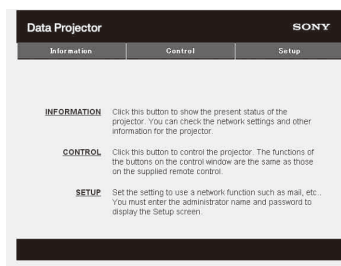 Data Projector SONY
Information Control Setup
INFORMATION Click this button to show the present status of the
projector. You can check the network settings and other
information for the projector.
CONTROL Click this button to control the projector. The functions of
the buttons on the control window are the same as those
on the supplied remote control.
SETUP Set the setting to use a network function such as mail, etc..
You must enter the administrator name and password to
display the Setup screen.